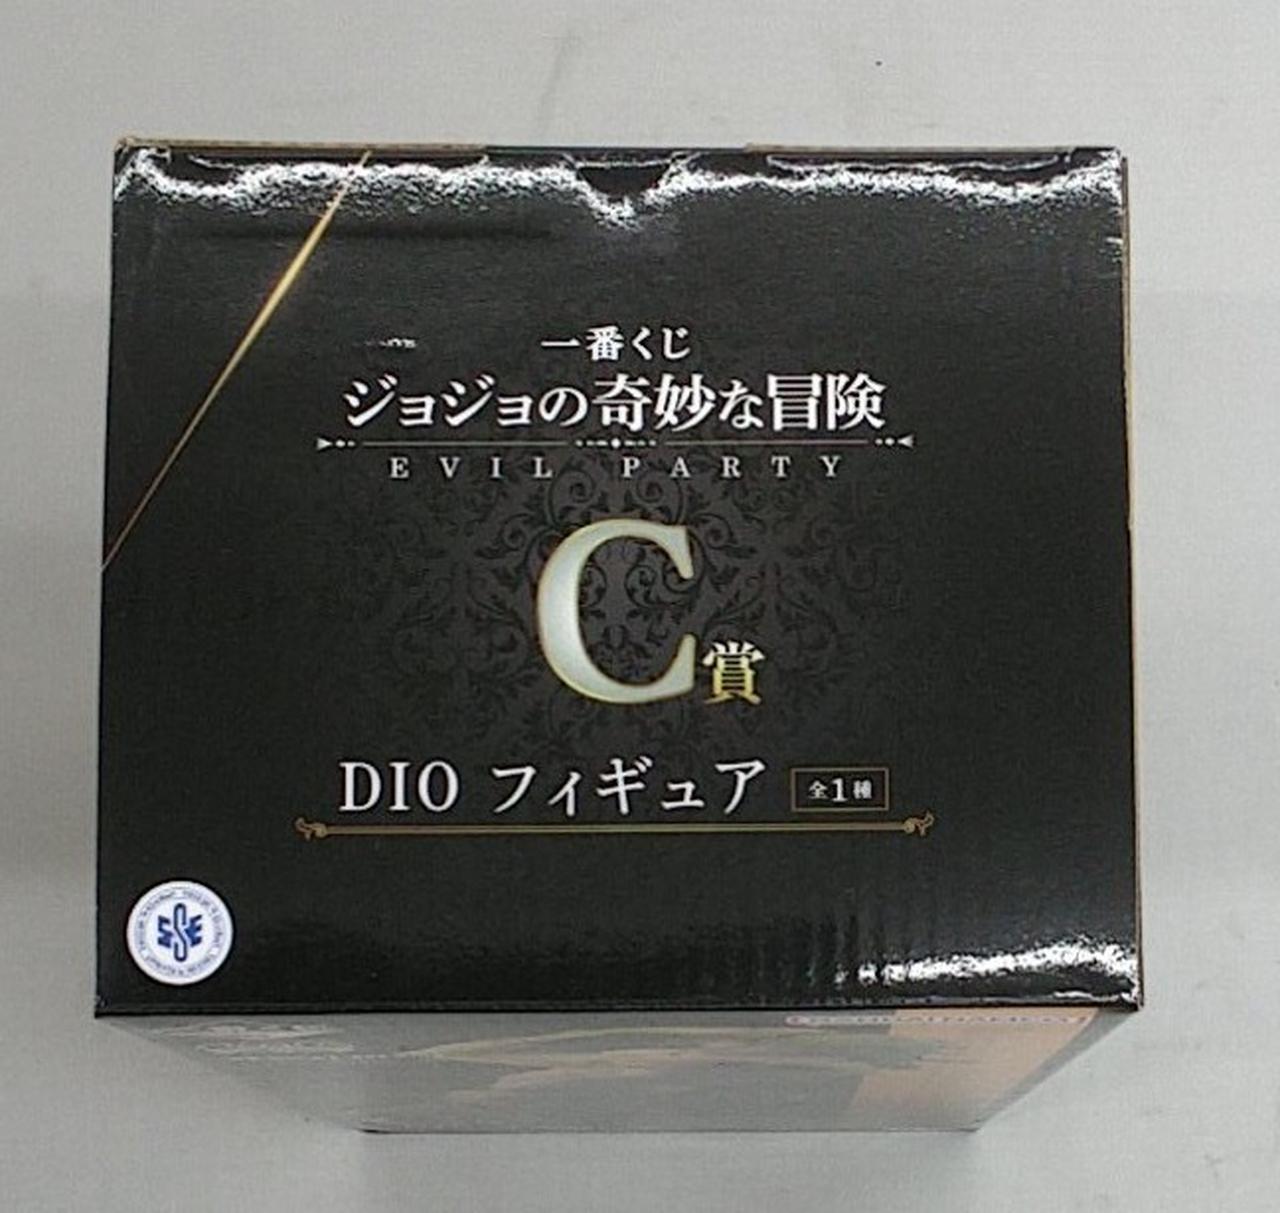 一番くじ
ジョジョの奇妙な冒険
EVIL PARTY
C賞
DIO フィギュア 全1種